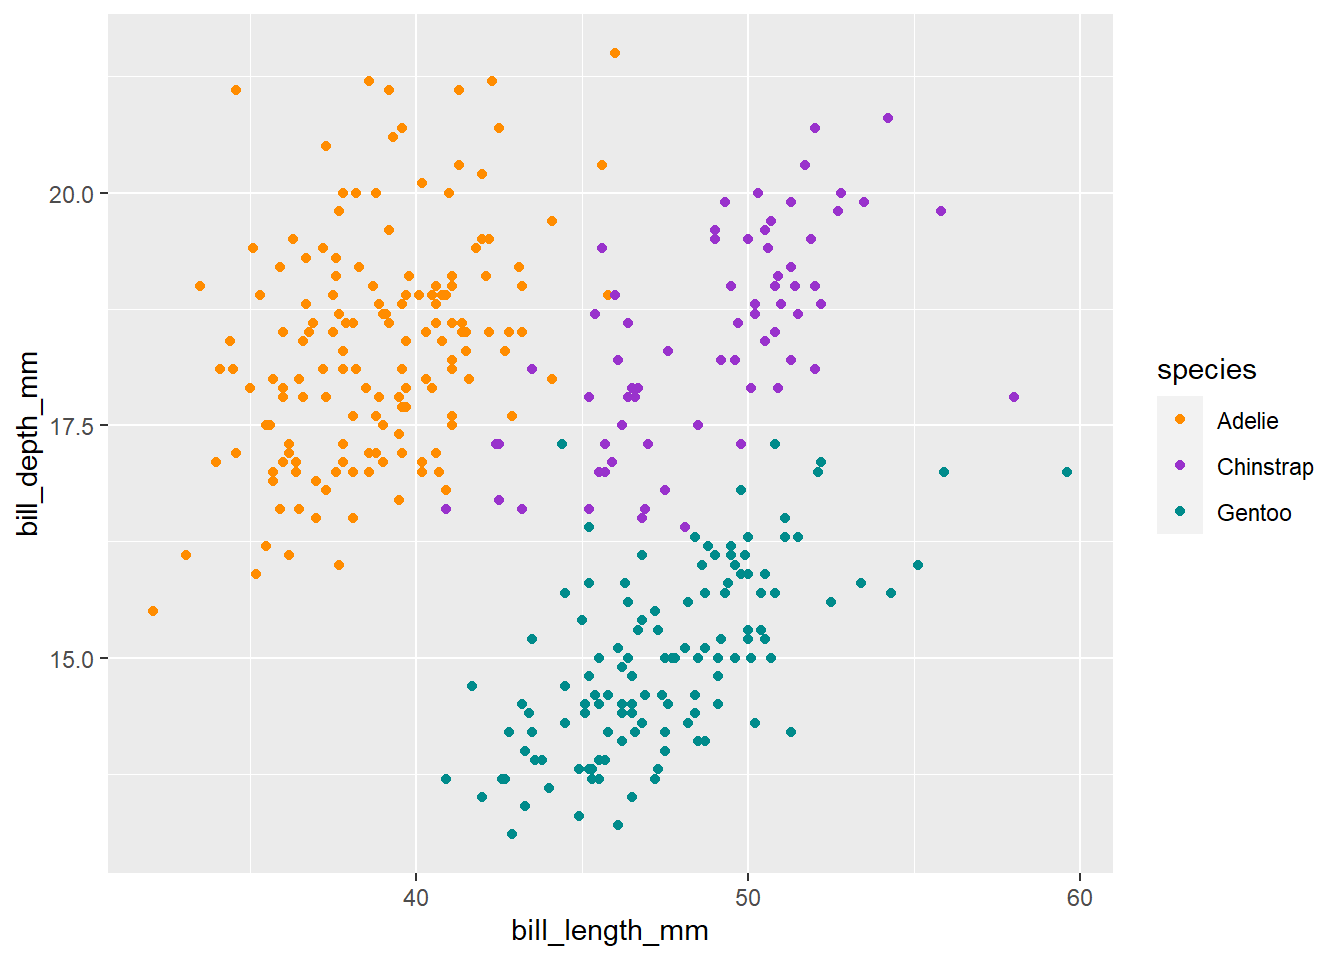 20.0
17.5
15.0
bill_depth_mm
40 50 60
bill_length_mm
species
Adelie
Chinstrap
Gentoo